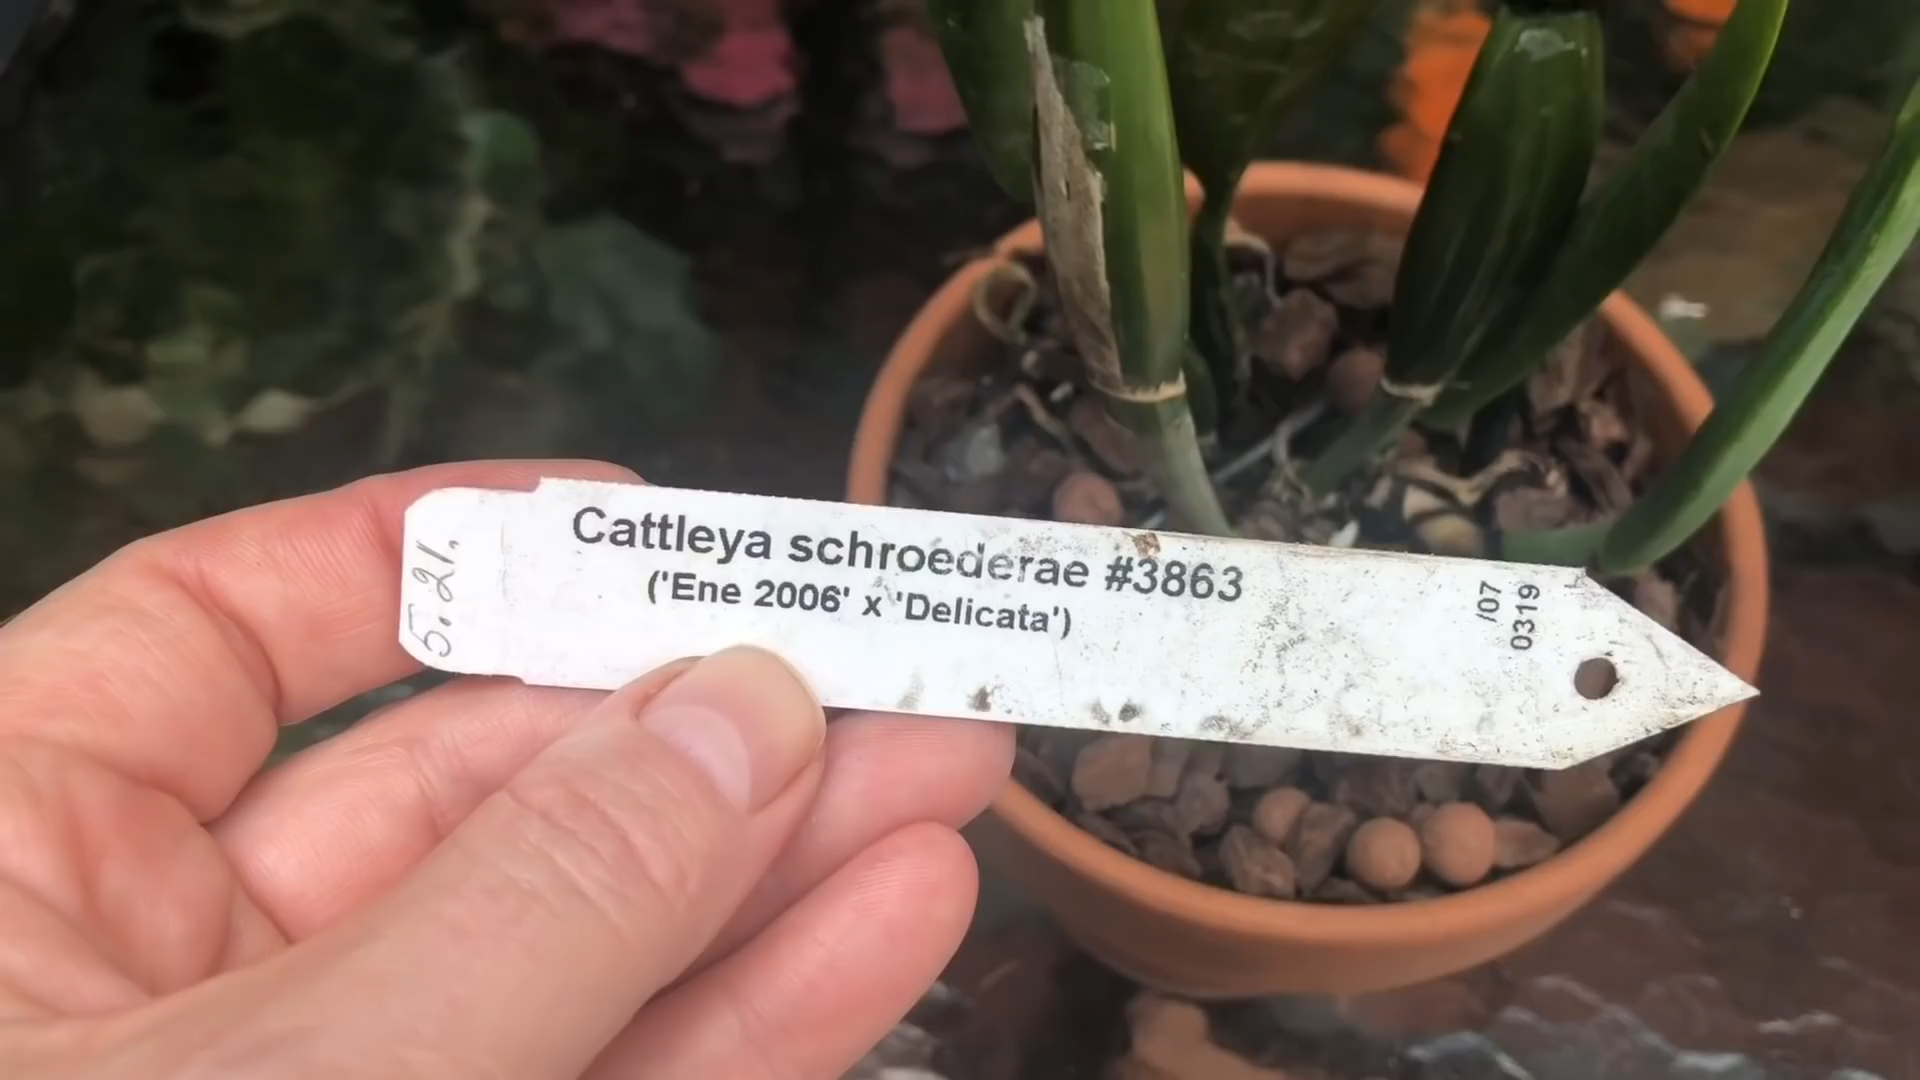 5.21.
Cattleya schroederae #3863
('Ene 2006' x 'Delicata')
/07
0319